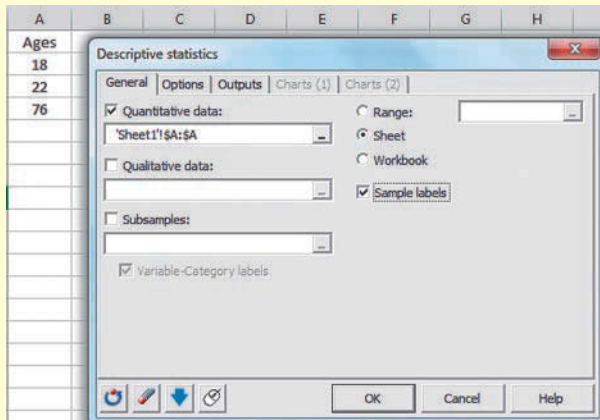 A B C D E F G H
Ages
18
22
76
Descriptive statistics
General Options Outputs Charts (1) Charts (2)
Quantitative data:
'Sheet1'!$A:$A
Qualitative data:
Subsamples:
Variable-Category labels
Range:
Sheet
Workbook
Sample labels
OK Cancel Help